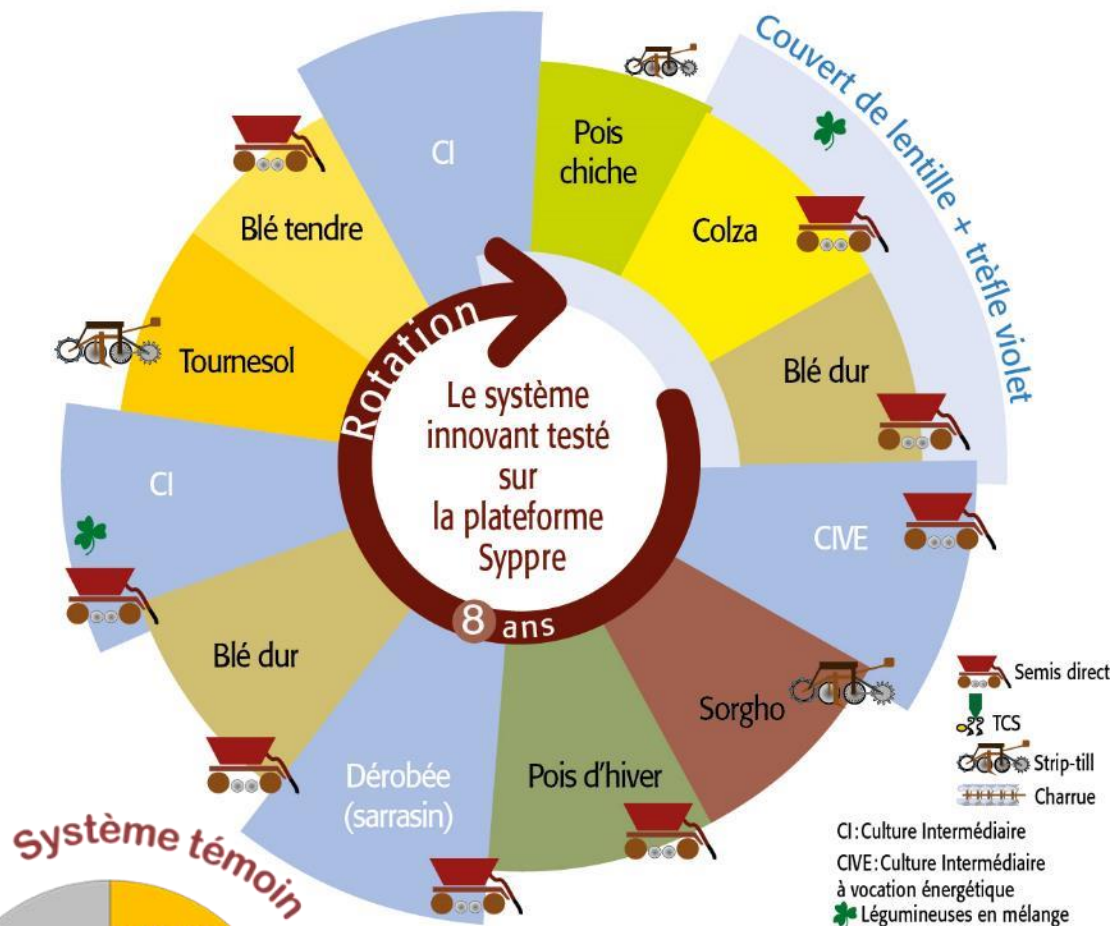 Couvert de lentille + trèfle violet
CI
Pois
chiche
Colza
Blé dur
CIVE
Sorgho
Pois d'hiver
Dérobée
(sarrasin)
Blé dur
CI
Tournesol
Blé tendre
Rotation
8 ans
Le système
innovant testé
sur
la plateforme
Syppre
Semis direct
TCS
Strip-till
Charrue
CI : Culture Intermédiaire
CIVE : Culture Intermédiaire
à vocation énergétique
Légumineuses en mélange
Système témoin